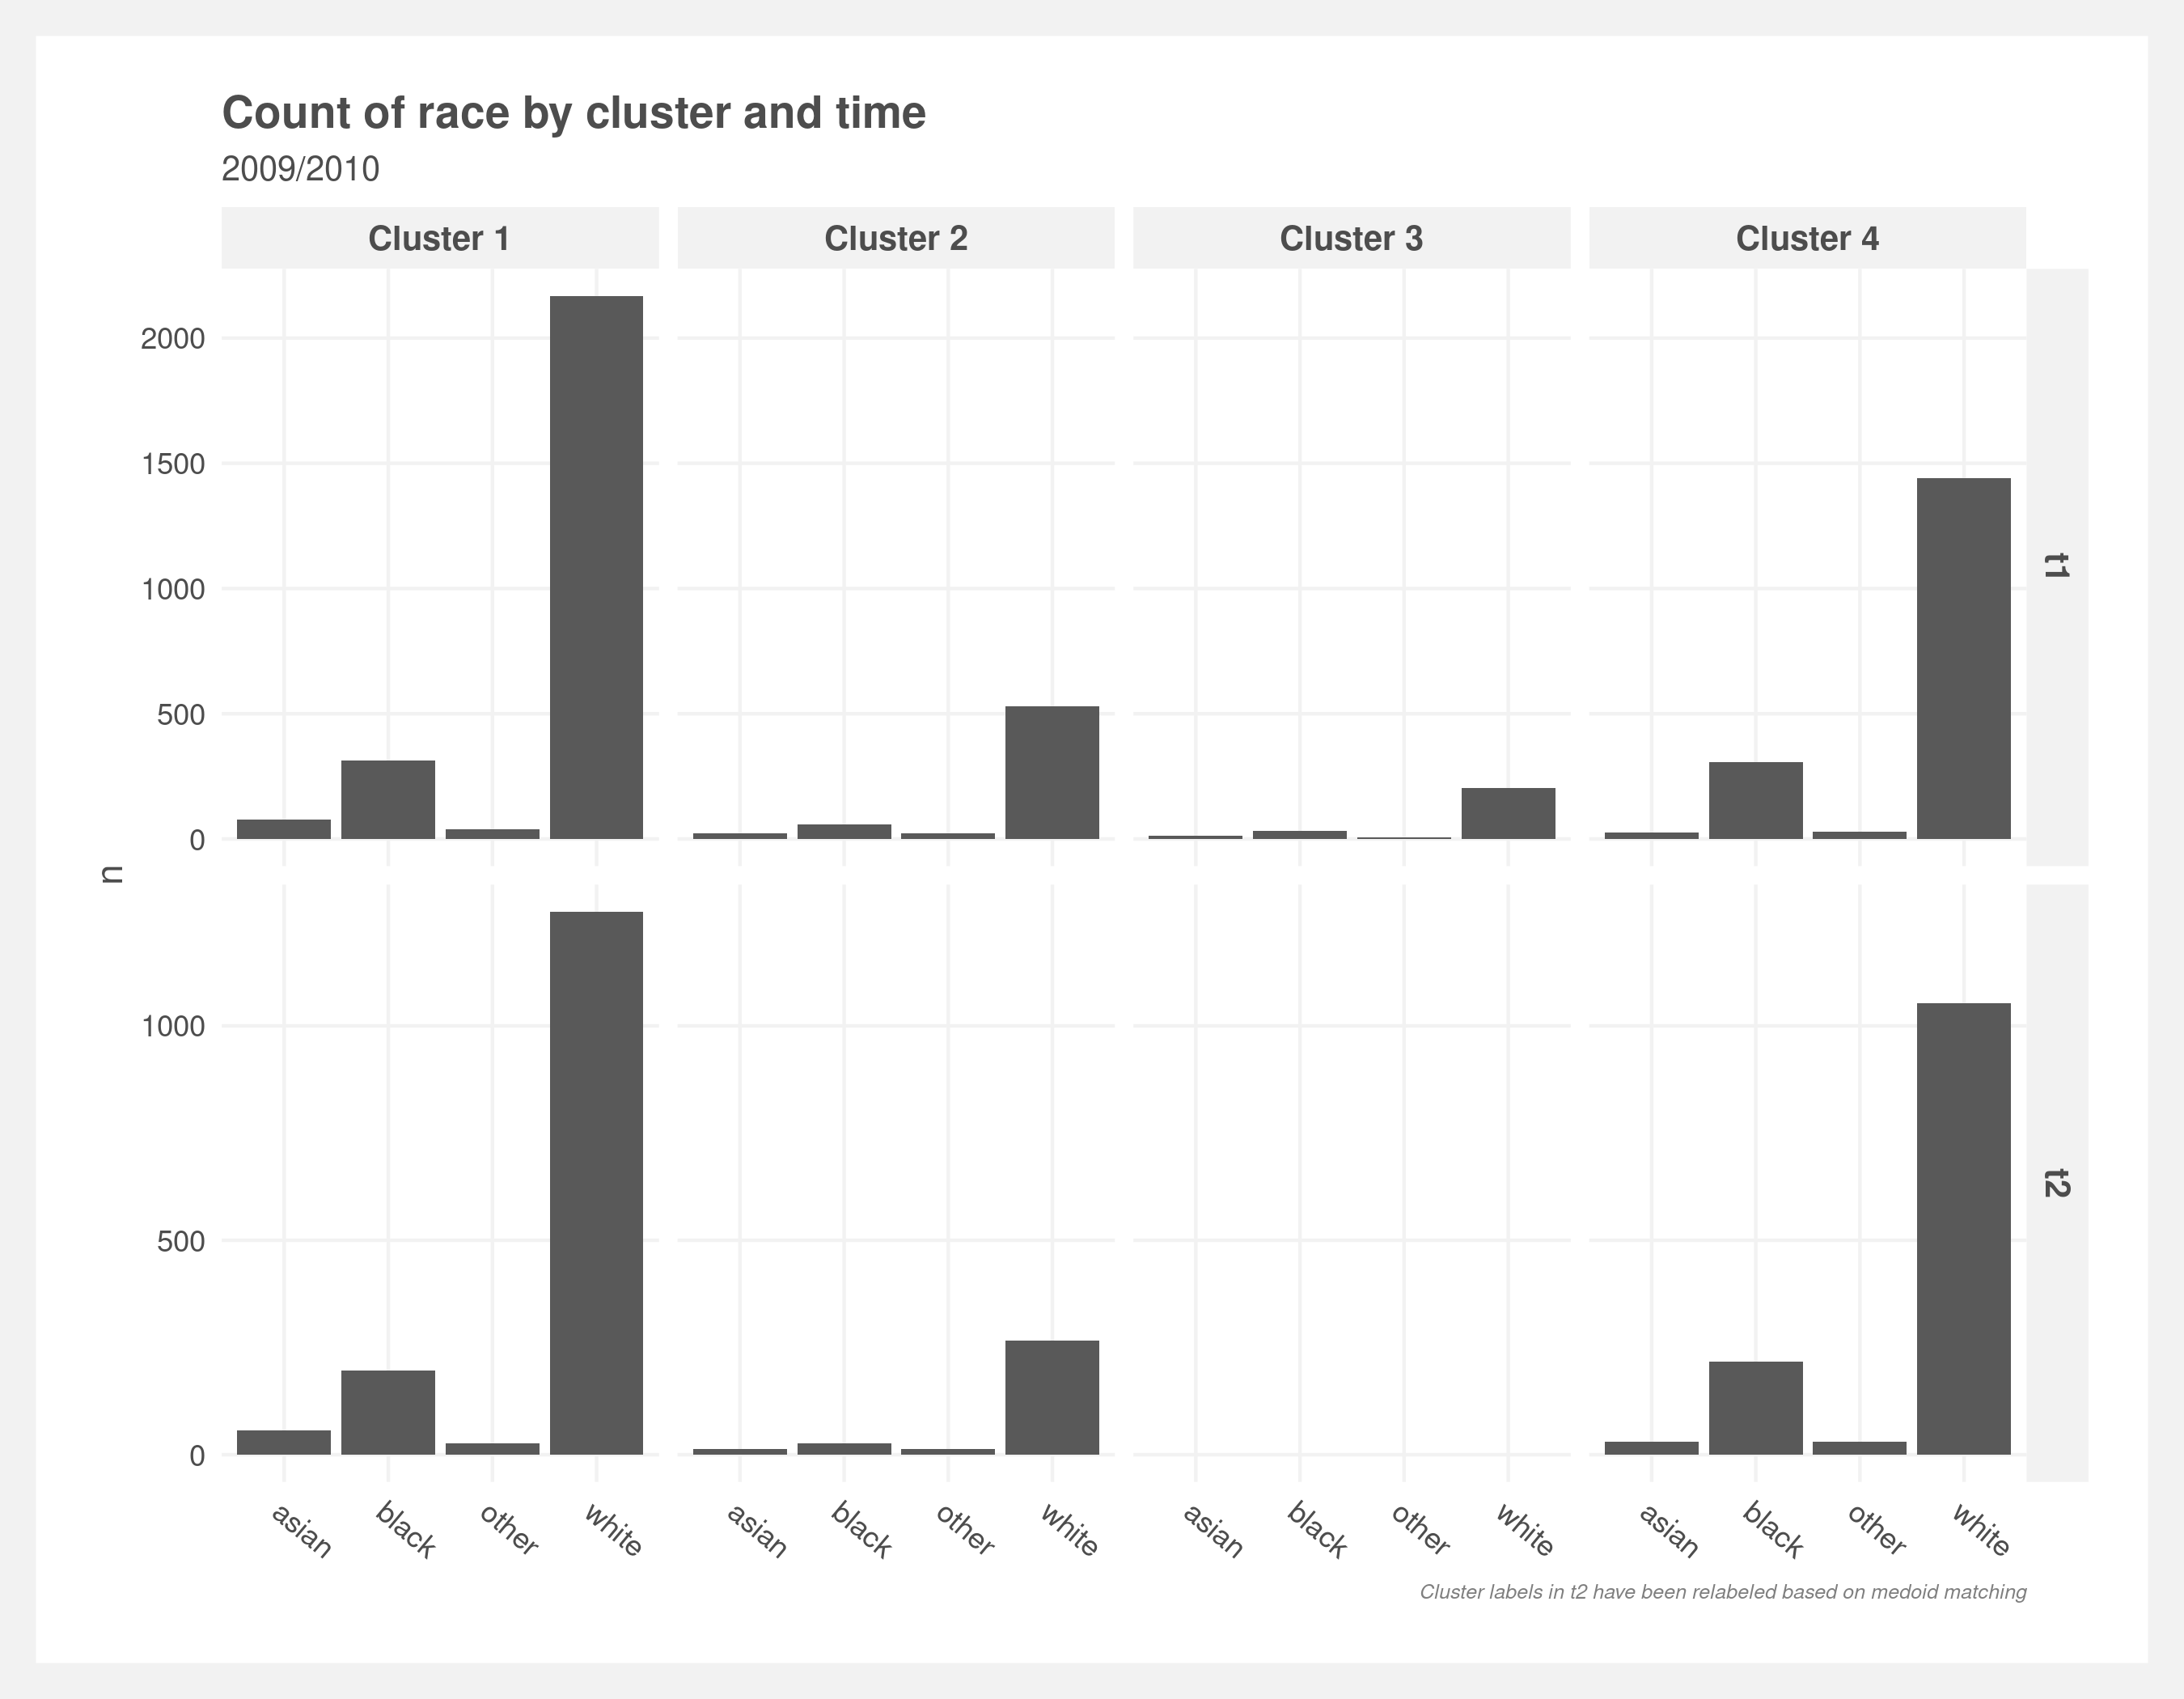 Count of race by cluster and time
2009/2010
Cluster 1 Cluster 2 Cluster 3 Cluster 4
2000
1500
1000
500
0
t1
n
1000
500
0
t2
asian black other white asian black other white asian black other white asian black other white
Cluster labels in t2 have been relabeled based on medoid matching